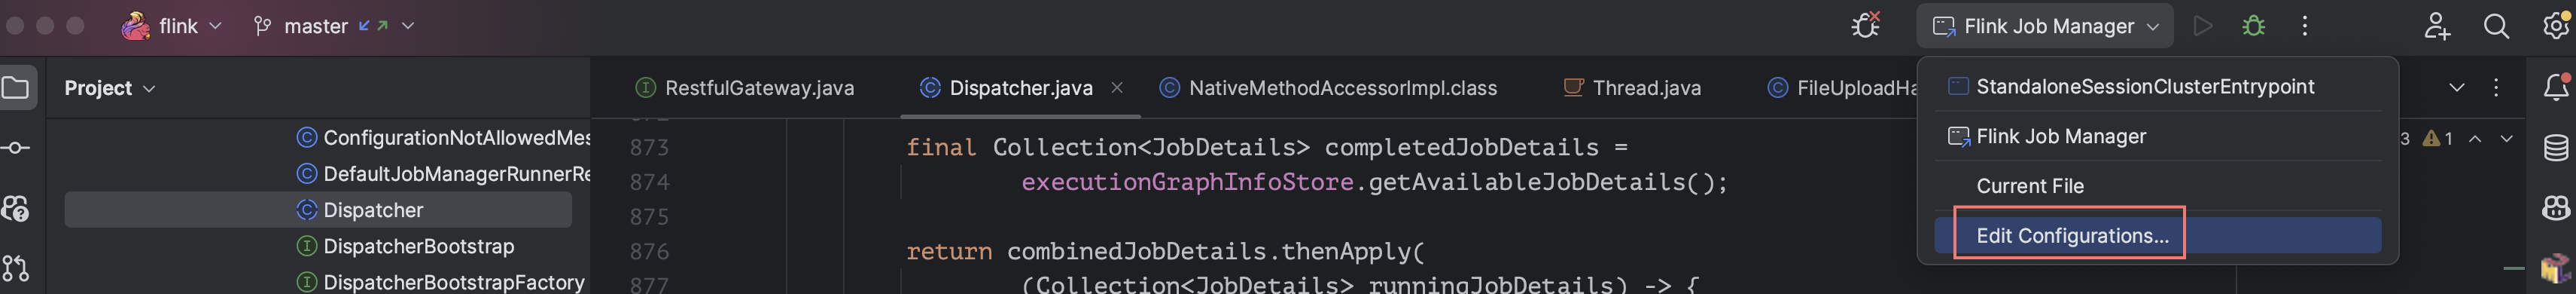 flink
master
Flink Job Manager
Project
RestfulGateway.java
Dispatcher.java
NativeMethodAccessorImpl.class
Thread.java
FileUploadHa
StandaloneSessionClusterEntrypoint
Flink Job Manager
Current File
Edit Configurations...
3
1
ConfigurationNotAllowedMes
DefaultJobManagerRunnerRe
Dispatcher
DispatcherBootstrap
DispatcherBootstrapFactory
873 final Collection<JobDetails> completedJobDetails =
874 executionGraphInfoStore.getAvailableJobDetails();
875
876 return combinedJobDetails.thenApply(
877 (Collection<JobDetails> runningJobDetails) -> {